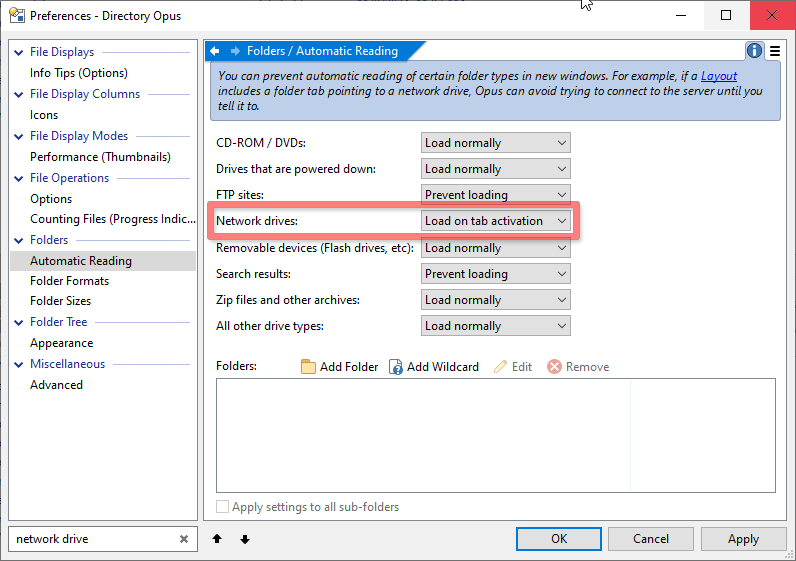 Preferences - Directory Opus
File Displays
Info Tips (Options)
File Display Columns
Icons
File Display Modes
Performance (Thumbnails)
File Operations
Options
Counting Files (Progress Indic...
Folders
Automatic Reading
Folder Formats
Folder Sizes
Folder Tree
Appearance
Miscellaneous
Advanced
network drive
Folders / Automatic Reading
You can prevent automatic reading of certain folder types in new windows. For example, if a Layout
includes a folder tab pointing to a network drive, Opus can avoid trying to connect to the server until you
tell it to.
CD-ROM / DVDs: Load normally
Drives that are powered down: Load normally
FTP sites: Prevent loading
Network drives: Load on tab activation
Removable devices (Flash drives, etc): Load normally
Search results: Prevent loading
Zip files and other archives: Load normally
All other drive types: Load normally
Folders: Add Folder Add Wildcard Edit Remove
Apply settings to all sub-folders
OK Cancel Apply